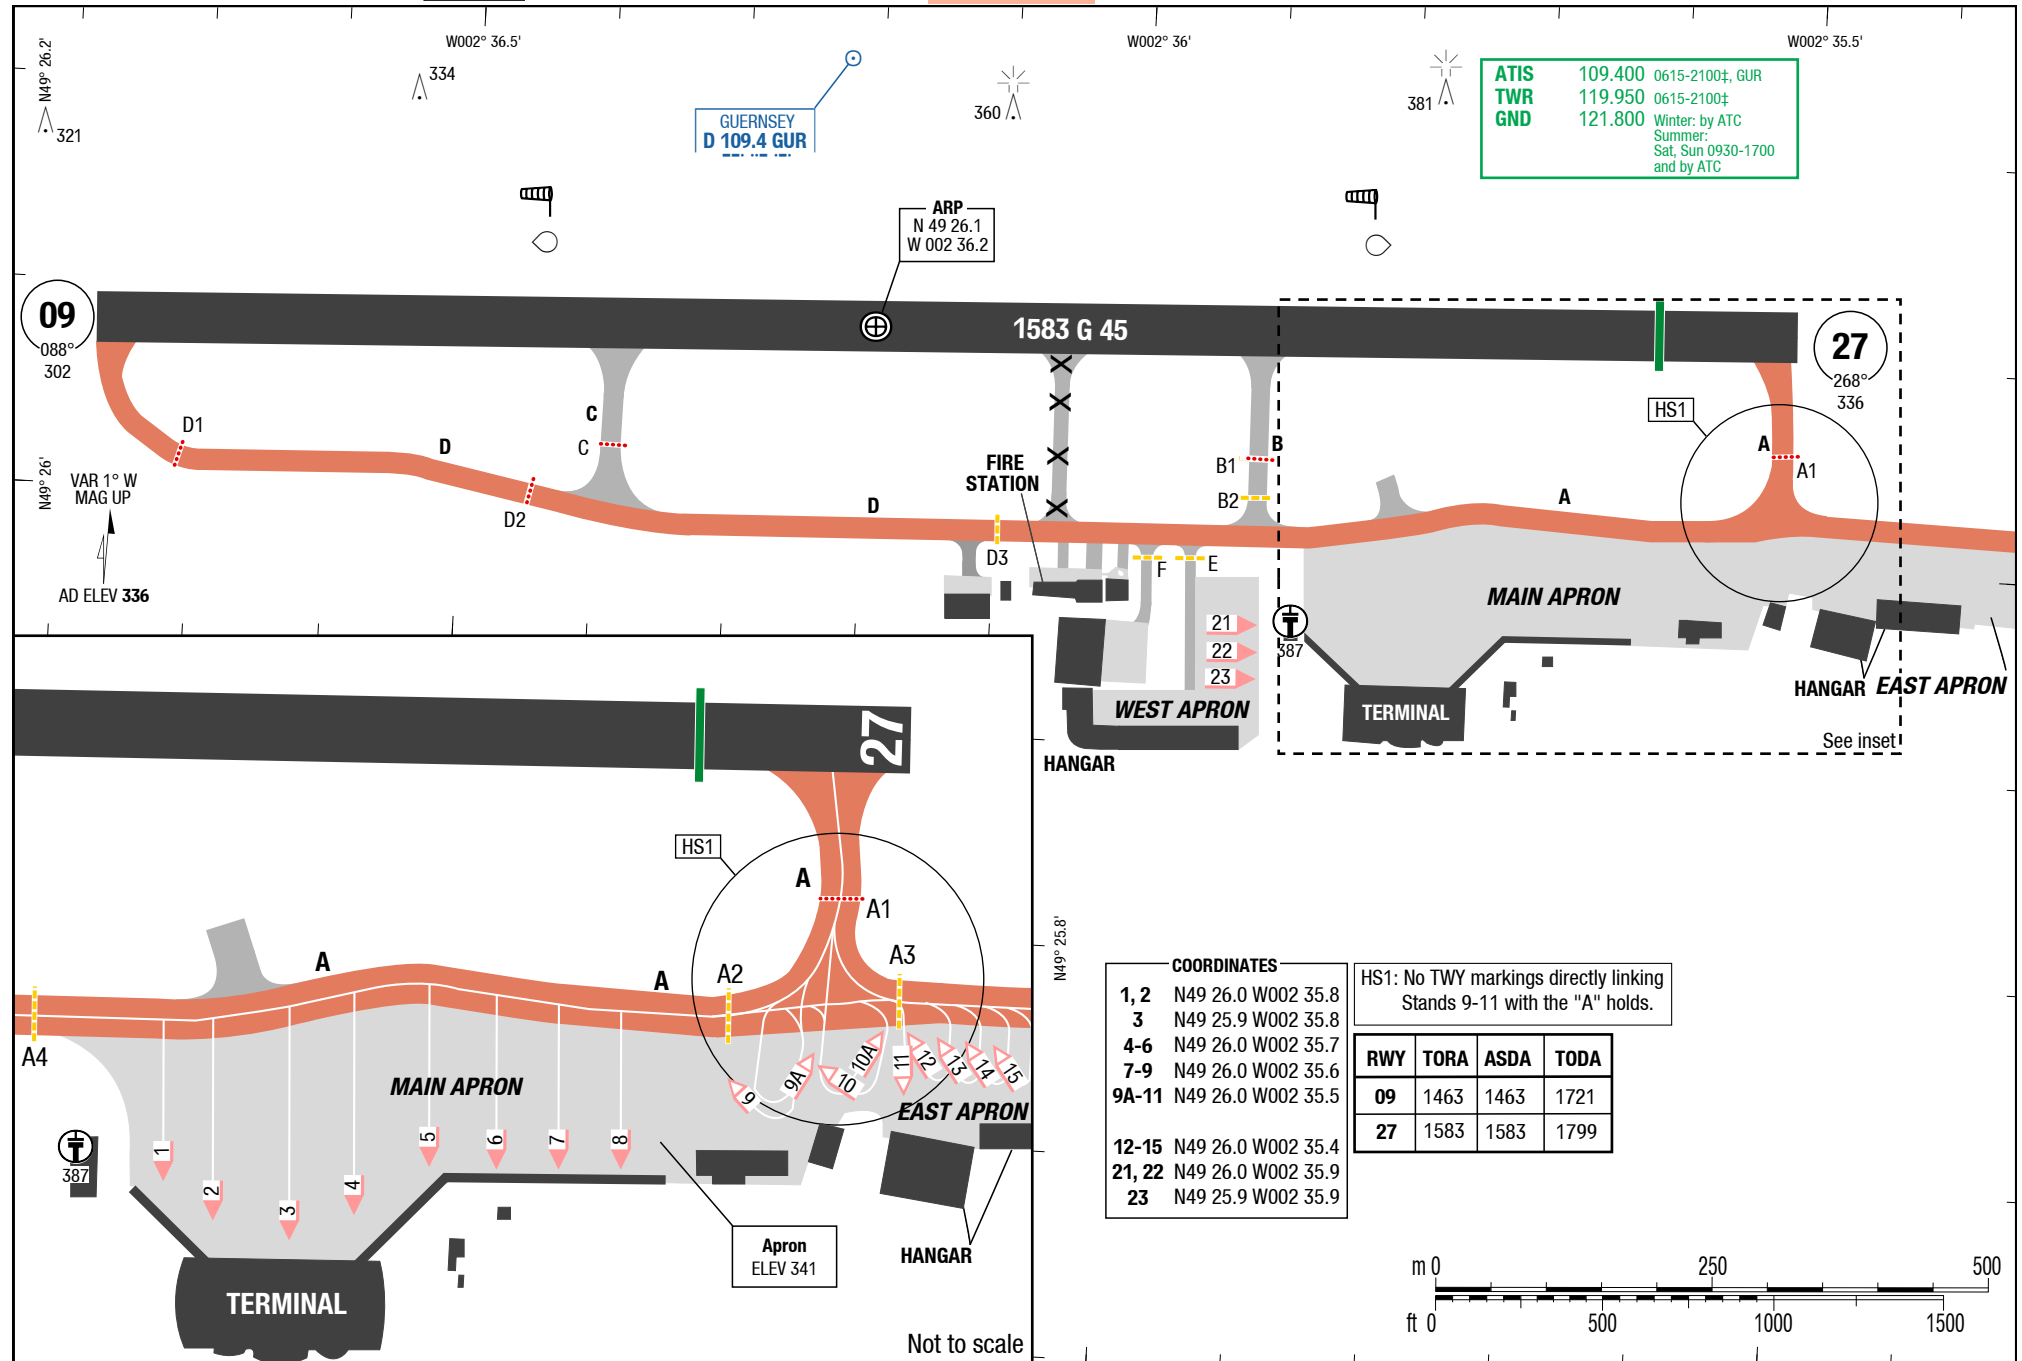 W002° 36.5'
W002° 36'
W002° 35.5'
N49° 26.2'
334
321
GUERNSEY
D 109.4 GUR
360
381
ATIS 109.400 0615-2100‡, GUR
TWR 119.950 0615-2100‡
GND 121.800 Winter: by ATC
Summer:
Sat, Sun 0930-1700
and by ATC
ARP
N 49 26.1
W 002 36.2
09
088°
302
1583 G 45
27
268°
336
HS1
D1
D
C
C
D2
D
D3
FIRE
STATION
B
B1
B2
F
E
A
A
A1
N49° 26'
VAR 1° W
MAG UP
AD ELEV 336
21
22
23
387
MAIN APRON
WEST APRON
HANGAR
TERMINAL
HANGAR
EAST APRON
See inset
27
HS1
A
A1
A2
A3
A
A
A4
MAIN APRON
EAST APRON
387
1
2
3
4
5
6
7
8
9
9A
10
10A
11
12
13
14
15
Apron
ELEV 341
HANGAR
TERMINAL
Not to scale
N49° 25.8'
COORDINATES
1, 2 N49 26.0 W002 35.8
3 N49 25.9 W002 35.8
4-6 N49 26.0 W002 35.7
7-9 N49 26.0 W002 35.6
9A-11 N49 26.0 W002 35.5
12-15 N49 26.0 W002 35.4
21, 22 N49 26.0 W002 35.9
23 N49 25.9 W002 35.9
HS1: No TWY markings directly linking
Stands 9-11 with the "A" holds.
RWY TORA ASDA TODA
09 1463 1463 1721
27 1583 1583 1799
m 0 250 500
ft 0 500 1000 1500